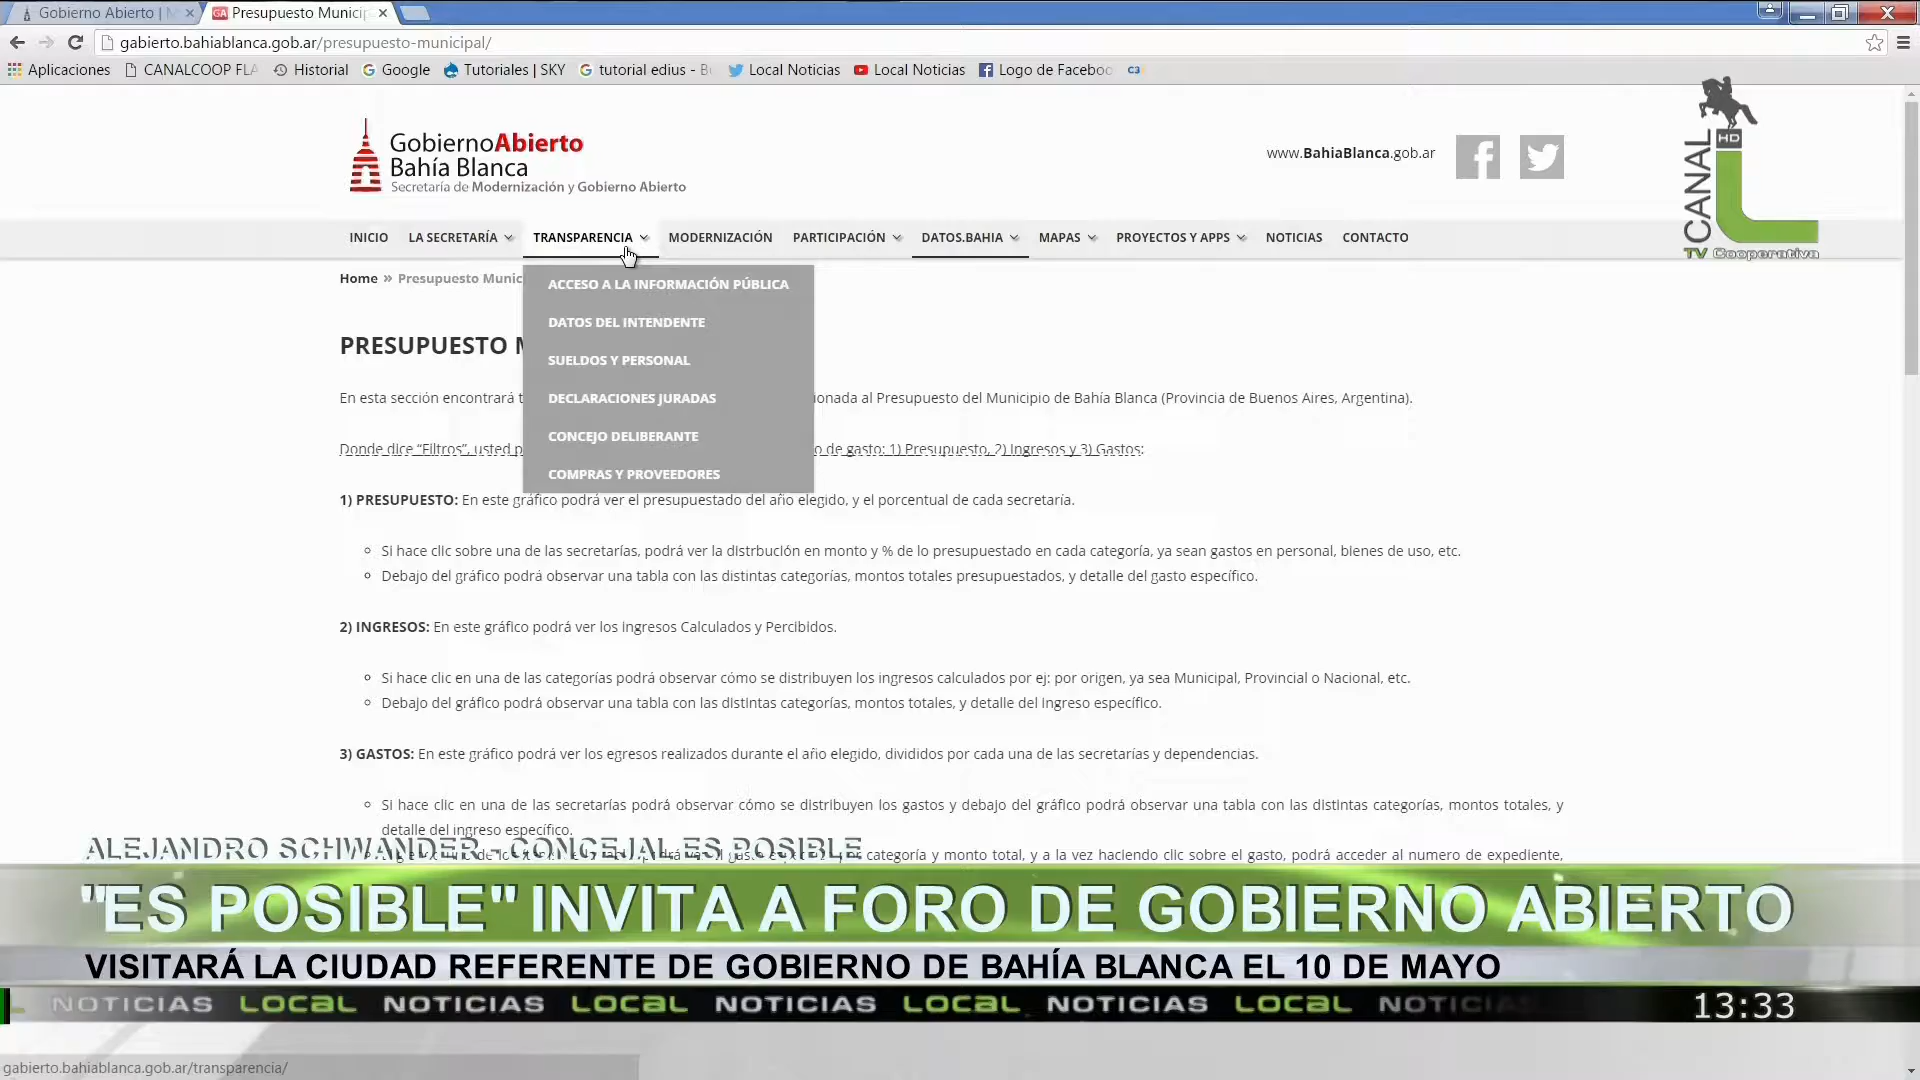 Gobierno Abierto |
Presupuesto Municip
gabierto.bahiablanca.gob.ar/presupuesto-municipal/
Aplicaciones CANALCOOP FLA Historial Google Tutoriales | SKY tutorial edius - B Local Noticias Local Noticias Logo de Faceboo
GobiernoAbierto
Bahía Blanca
Secretaría de Modernización y Gobierno Abierto
www.BahiaBlanca.gob.ar
CANAL HD
TV Cooperativa
INICIO LA SECRETARÍA TRANSPARENCIA MODERNIZACIÓN PARTICIPACIÓN DATOS.BAHIA MAPAS PROYECTOS Y APPS NOTICIAS CONTACTO
Home » Presupuesto Munic
ACCESO A LA INFORMACIÓN PÚBLICA
DATOS DEL INTENDENTE
SUELDOS Y PERSONAL
DECLARACIONES JURADAS
CONCEJO DELIBERANTE
COMPRAS Y PROVEEDORES
PRESUPUESTO
En esta sección encontrará t ionada al Presupuesto del Municipio de Bahía Blanca (Provincia de Buenos Aires, Argentina).
Donde dice “Filtros”, usted p o de gasto: 1) Presupuesto, 2) Ingresos y 3) Gastos:
1) PRESUPUESTO: En este gráfico podrá ver el presupuestado del año elegido, y el porcentual de cada secretaría.
Si hace clic sobre una de las secretarías, podrá ver la distrbución en monto y % de lo presupuestado en cada categoría, ya sean gastos en personal, bienes de uso, etc.
Debajo del gráfico podrá observar una tabla con las distintas categorías, montos totales presupuestados, y detalle del gasto específico.
2) INGRESOS: En este gráfico podrá ver los ingresos Calculados y Percibidos.
Si hace clic en una de las categorías podrá observar cómo se distribuyen los ingresos calculados por ej: por origen, ya sea Municipal, Provincial o Nacional, etc.
Debajo del gráfico podrá observar una tabla con las distintas categorías, montos totales, y detalle del ingreso específico.
3) GASTOS: En este gráfico podrá ver los egresos realizados durante el año elegido, divididos por cada una de las secretarías y dependencias.
Si hace clic en una de las secretarías podrá observar cómo se distribuyen los gastos y debajo del gráfico podrá observar una tabla con las distintas categorías, montos totales, y
detalle del ingreso específico.
categoría y monto total, y a la vez haciendo clic sobre el gasto, podrá acceder al numero de expediente,
ALEJANDRO SCHWANDER - CONCEJAL ES POSIBLE
"ES POSIBLE" INVITA A FORO DE GOBIERNO ABIERTO
VISITARÁ LA CIUDAD REFERENTE DE GOBIERNO DE BAHÍA BLANCA EL 10 DE MAYO
NOTICIAS LOCAL NOTICIAS LOCAL NOTICIAS LOCAL NOTICIAS LOCAL NOTICIAS
13:33
gabierto.bahiablanca.gob.ar/transparencia/